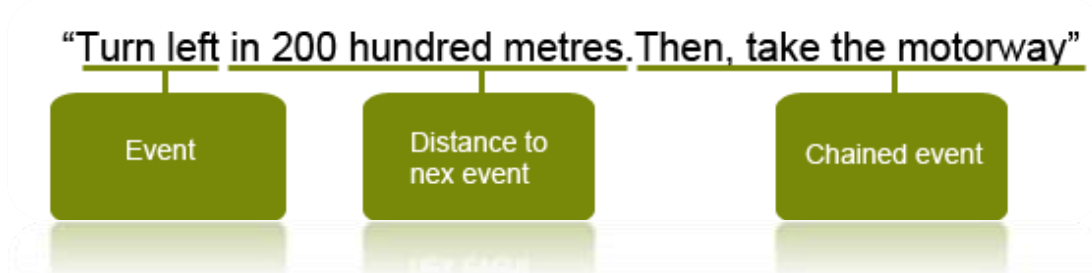 “Turn left in 200 hundred metres.Then, take the motorway”
Event
Distance to
nex event
Chained event